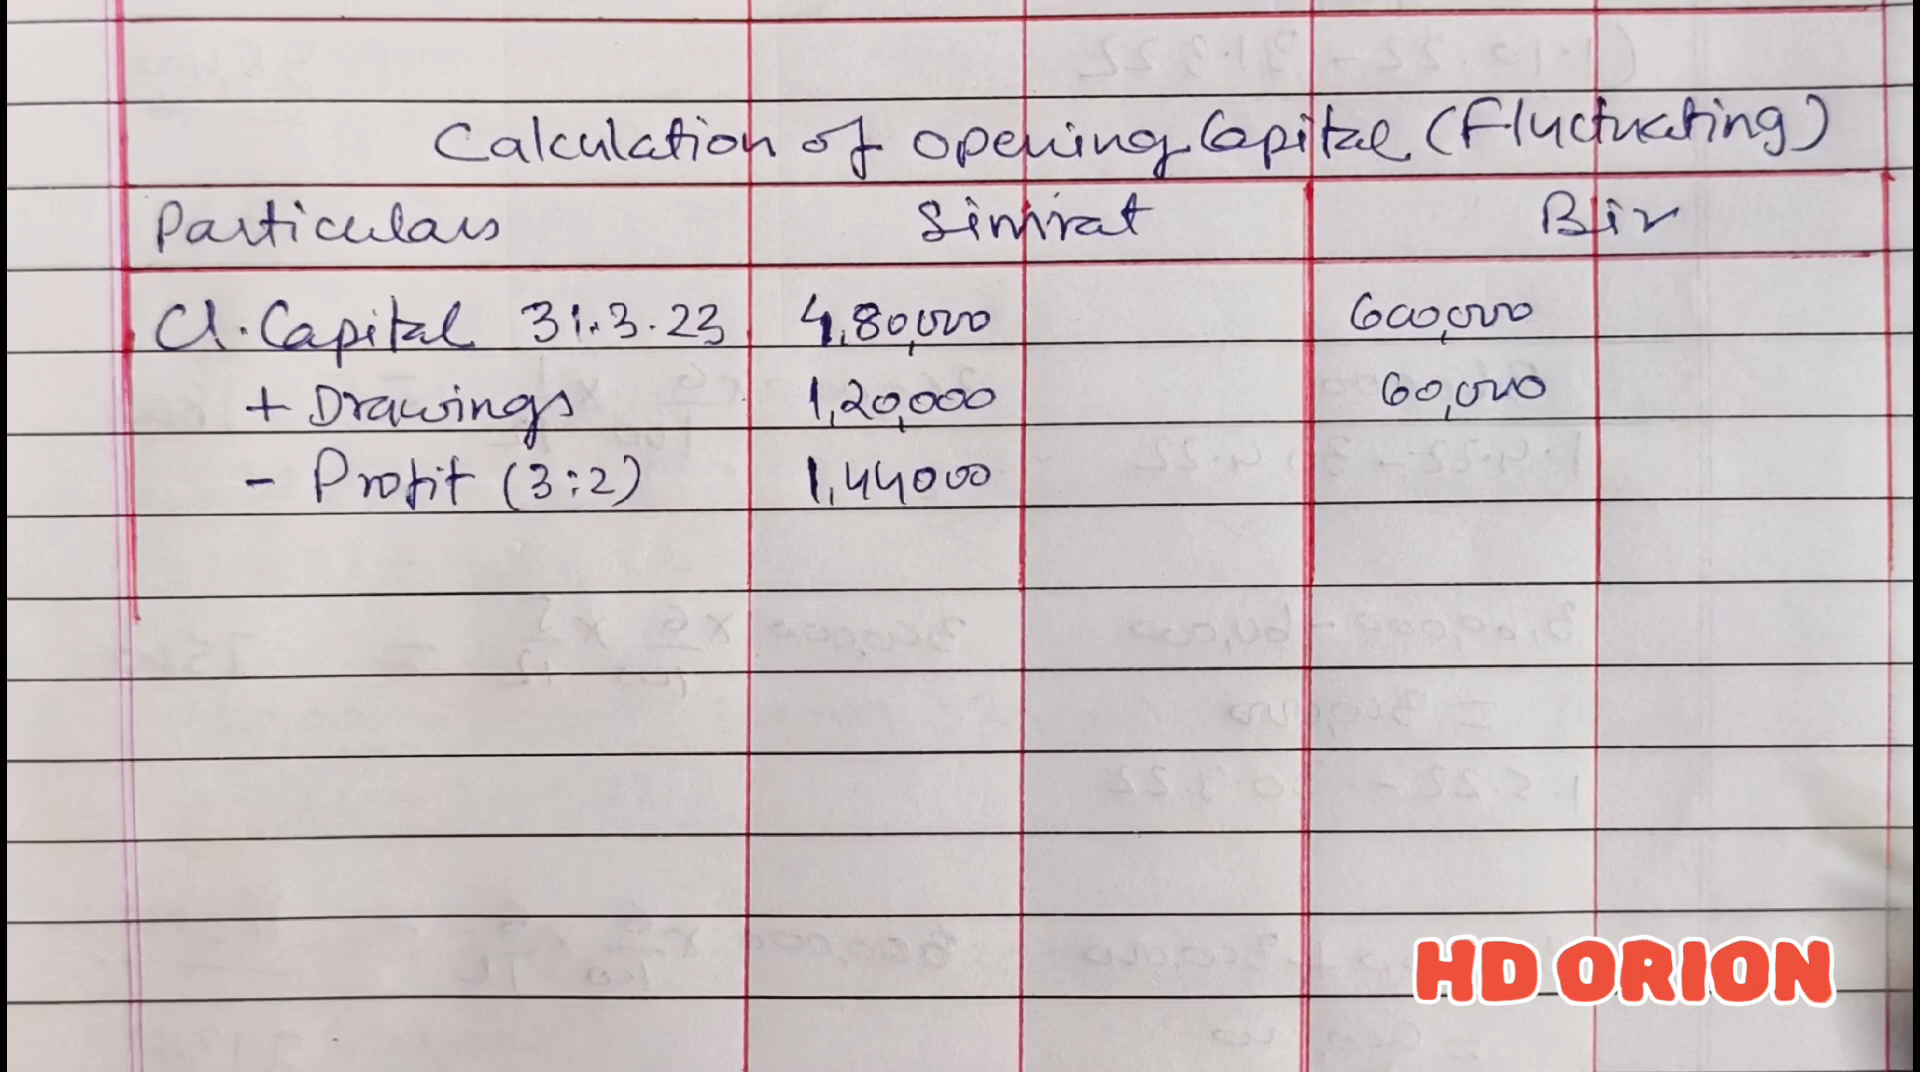 Calculation of opening Capital (Fluctuating)
Particulars Simrat Bir
Cl. Capital 31.3.23 4,80,000 600,000
+ Drawings 1,20,000 60,000
- Profit (3:2) 1,44000
HD ORION